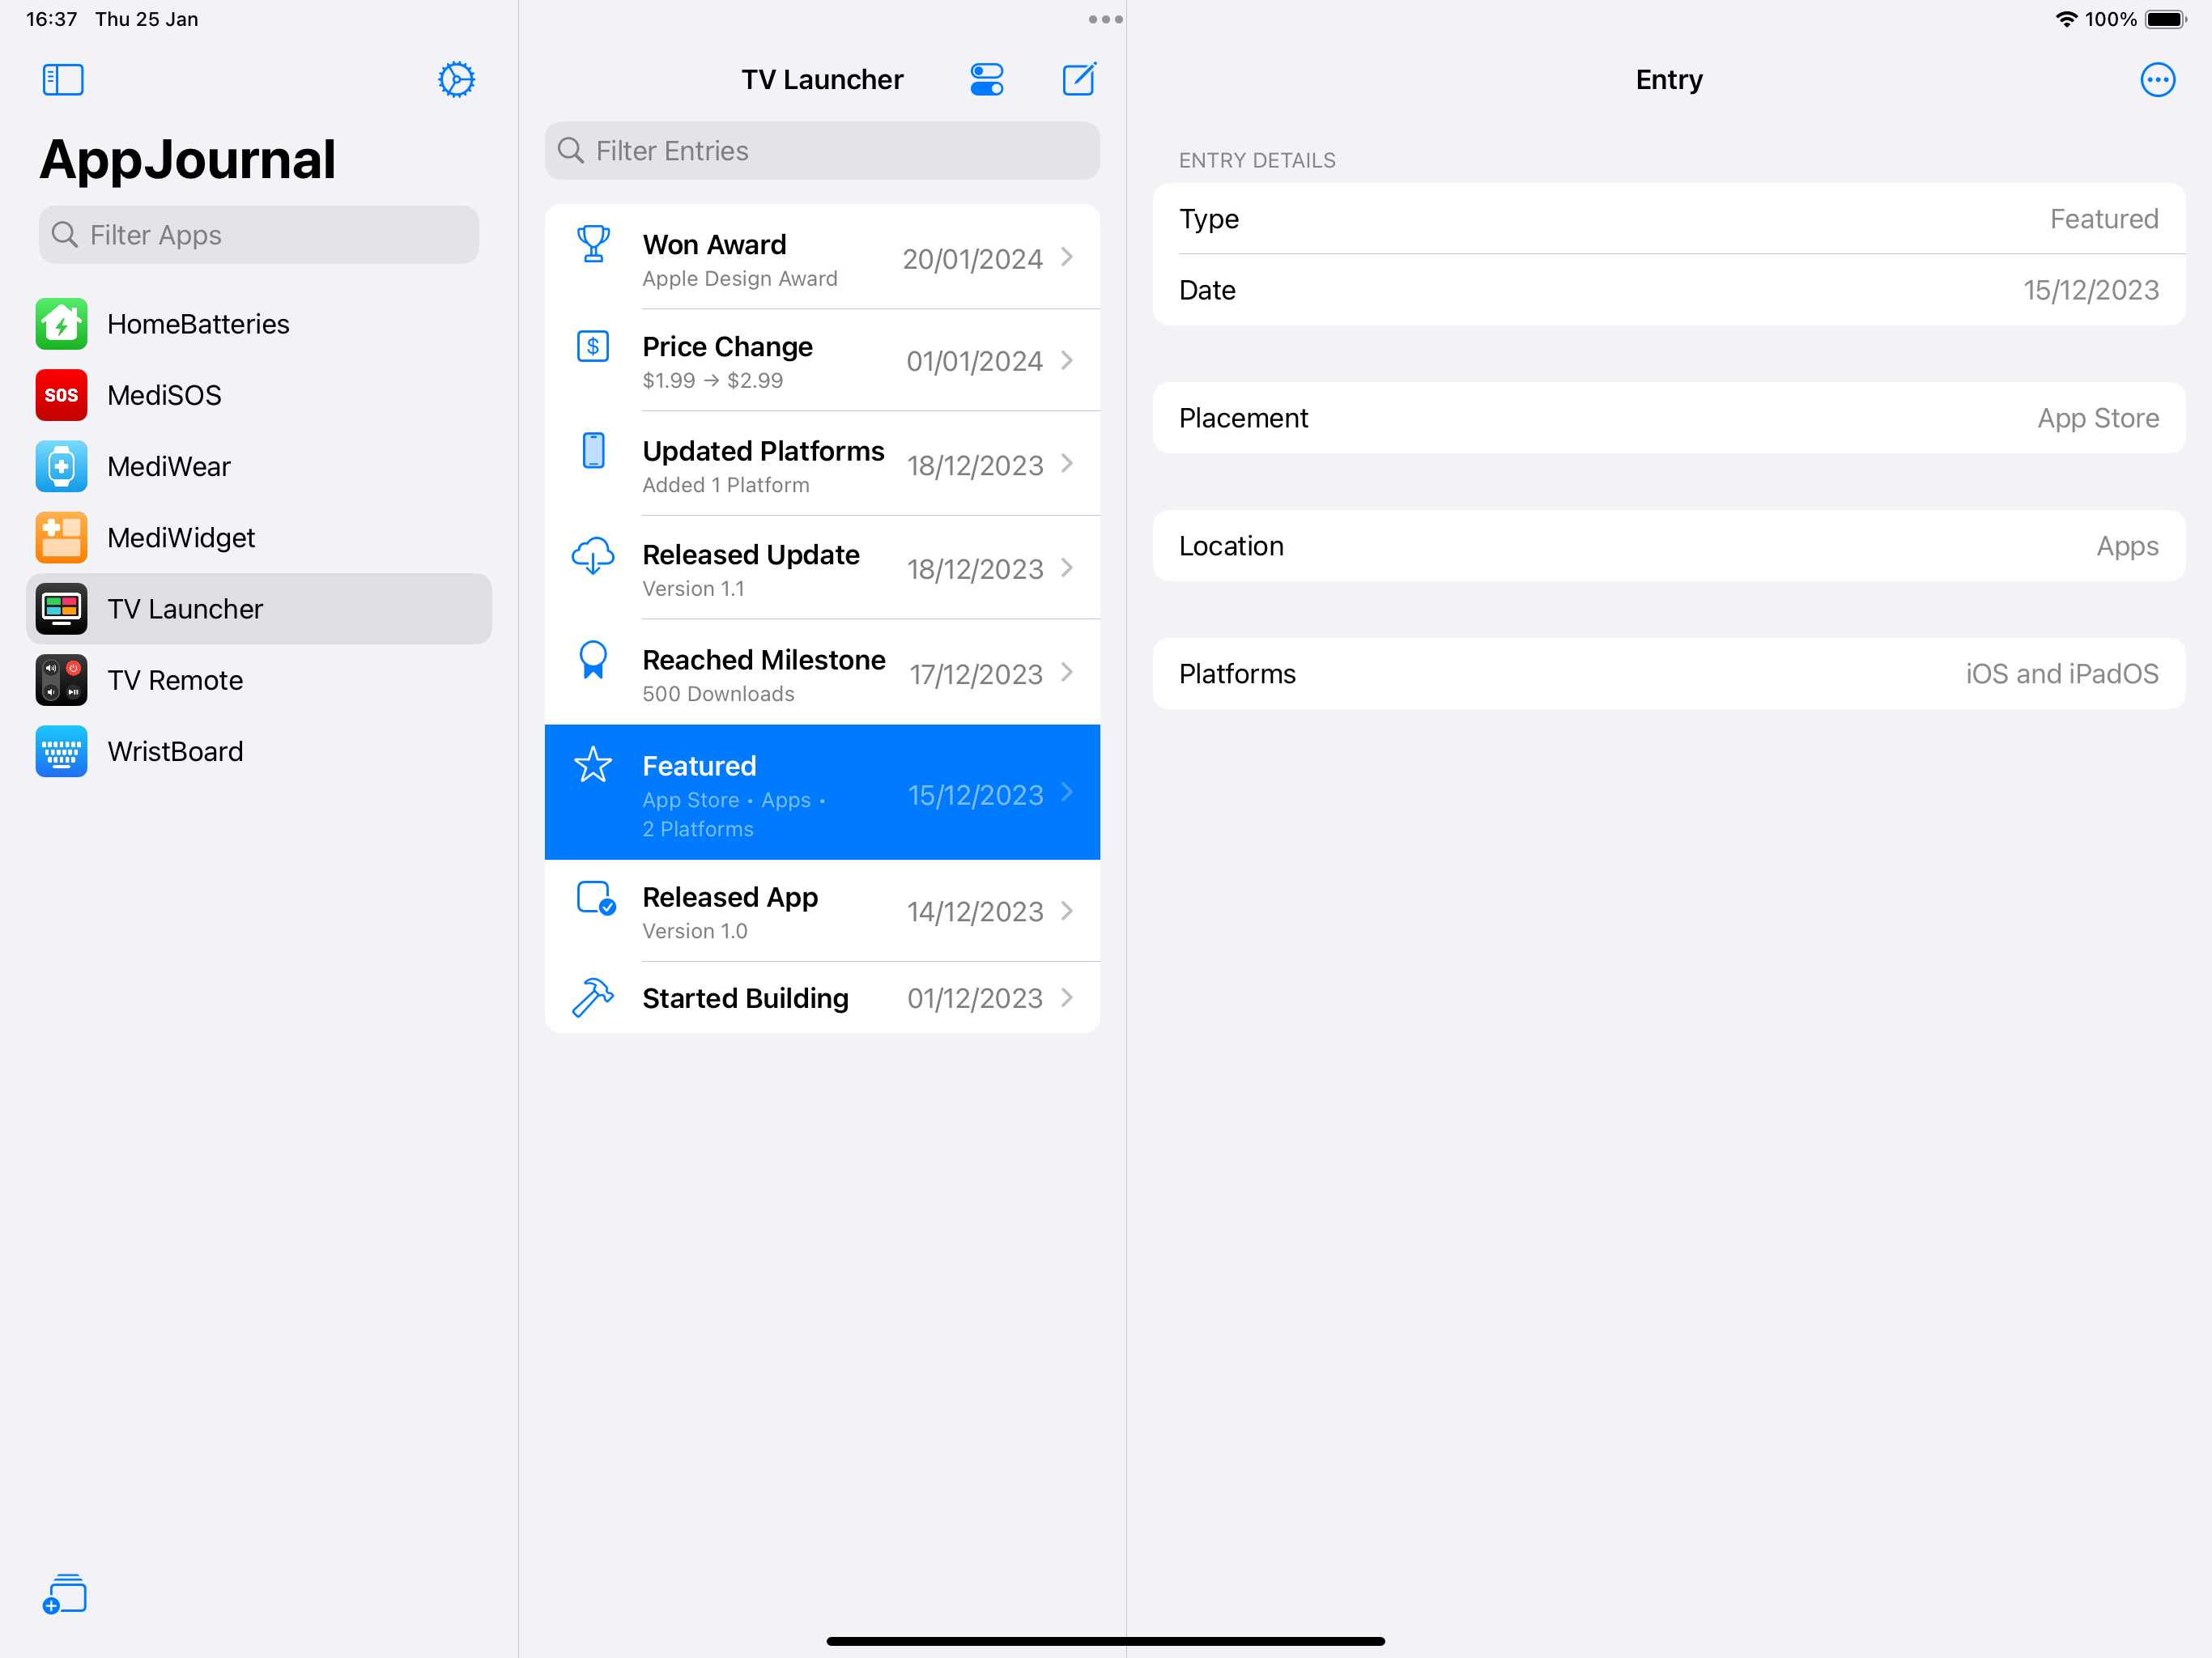 16:37 Thu 25 Jan
100%
AppJournal
Filter Apps
HomeBatteries
SOS
MediSOS
MediWear
MediWidget
TV Launcher
TV Remote
WristBoard
TV Launcher
Filter Entries
Won Award
Apple Design Award
20/01/2024
$
Price Change
$1.99 → $2.99
01/01/2024
Updated Platforms
Added 1 Platform
18/12/2023
Released Update
Version 1.1
18/12/2023
Reached Milestone
500 Downloads
17/12/2023
Featured
App Store • Apps •
2 Platforms
15/12/2023
Released App
Version 1.0
14/12/2023
Started Building
01/12/2023
Entry
ENTRY DETAILS
Type Featured
Date 15/12/2023
Placement App Store
Location Apps
Platforms iOS and iPadOS